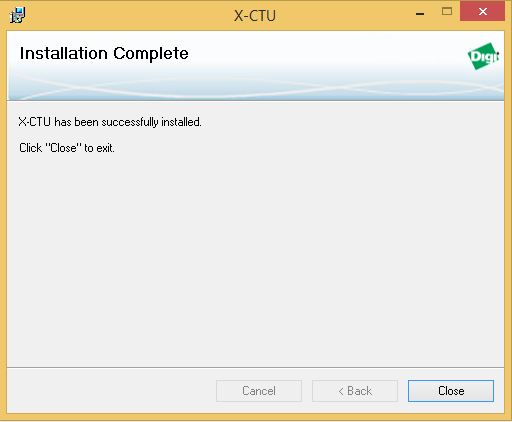 X-CTU
Installation Complete
Digi
X-CTU has been successfully installed.
Click "Close" to exit.
Cancel
< Back
Close